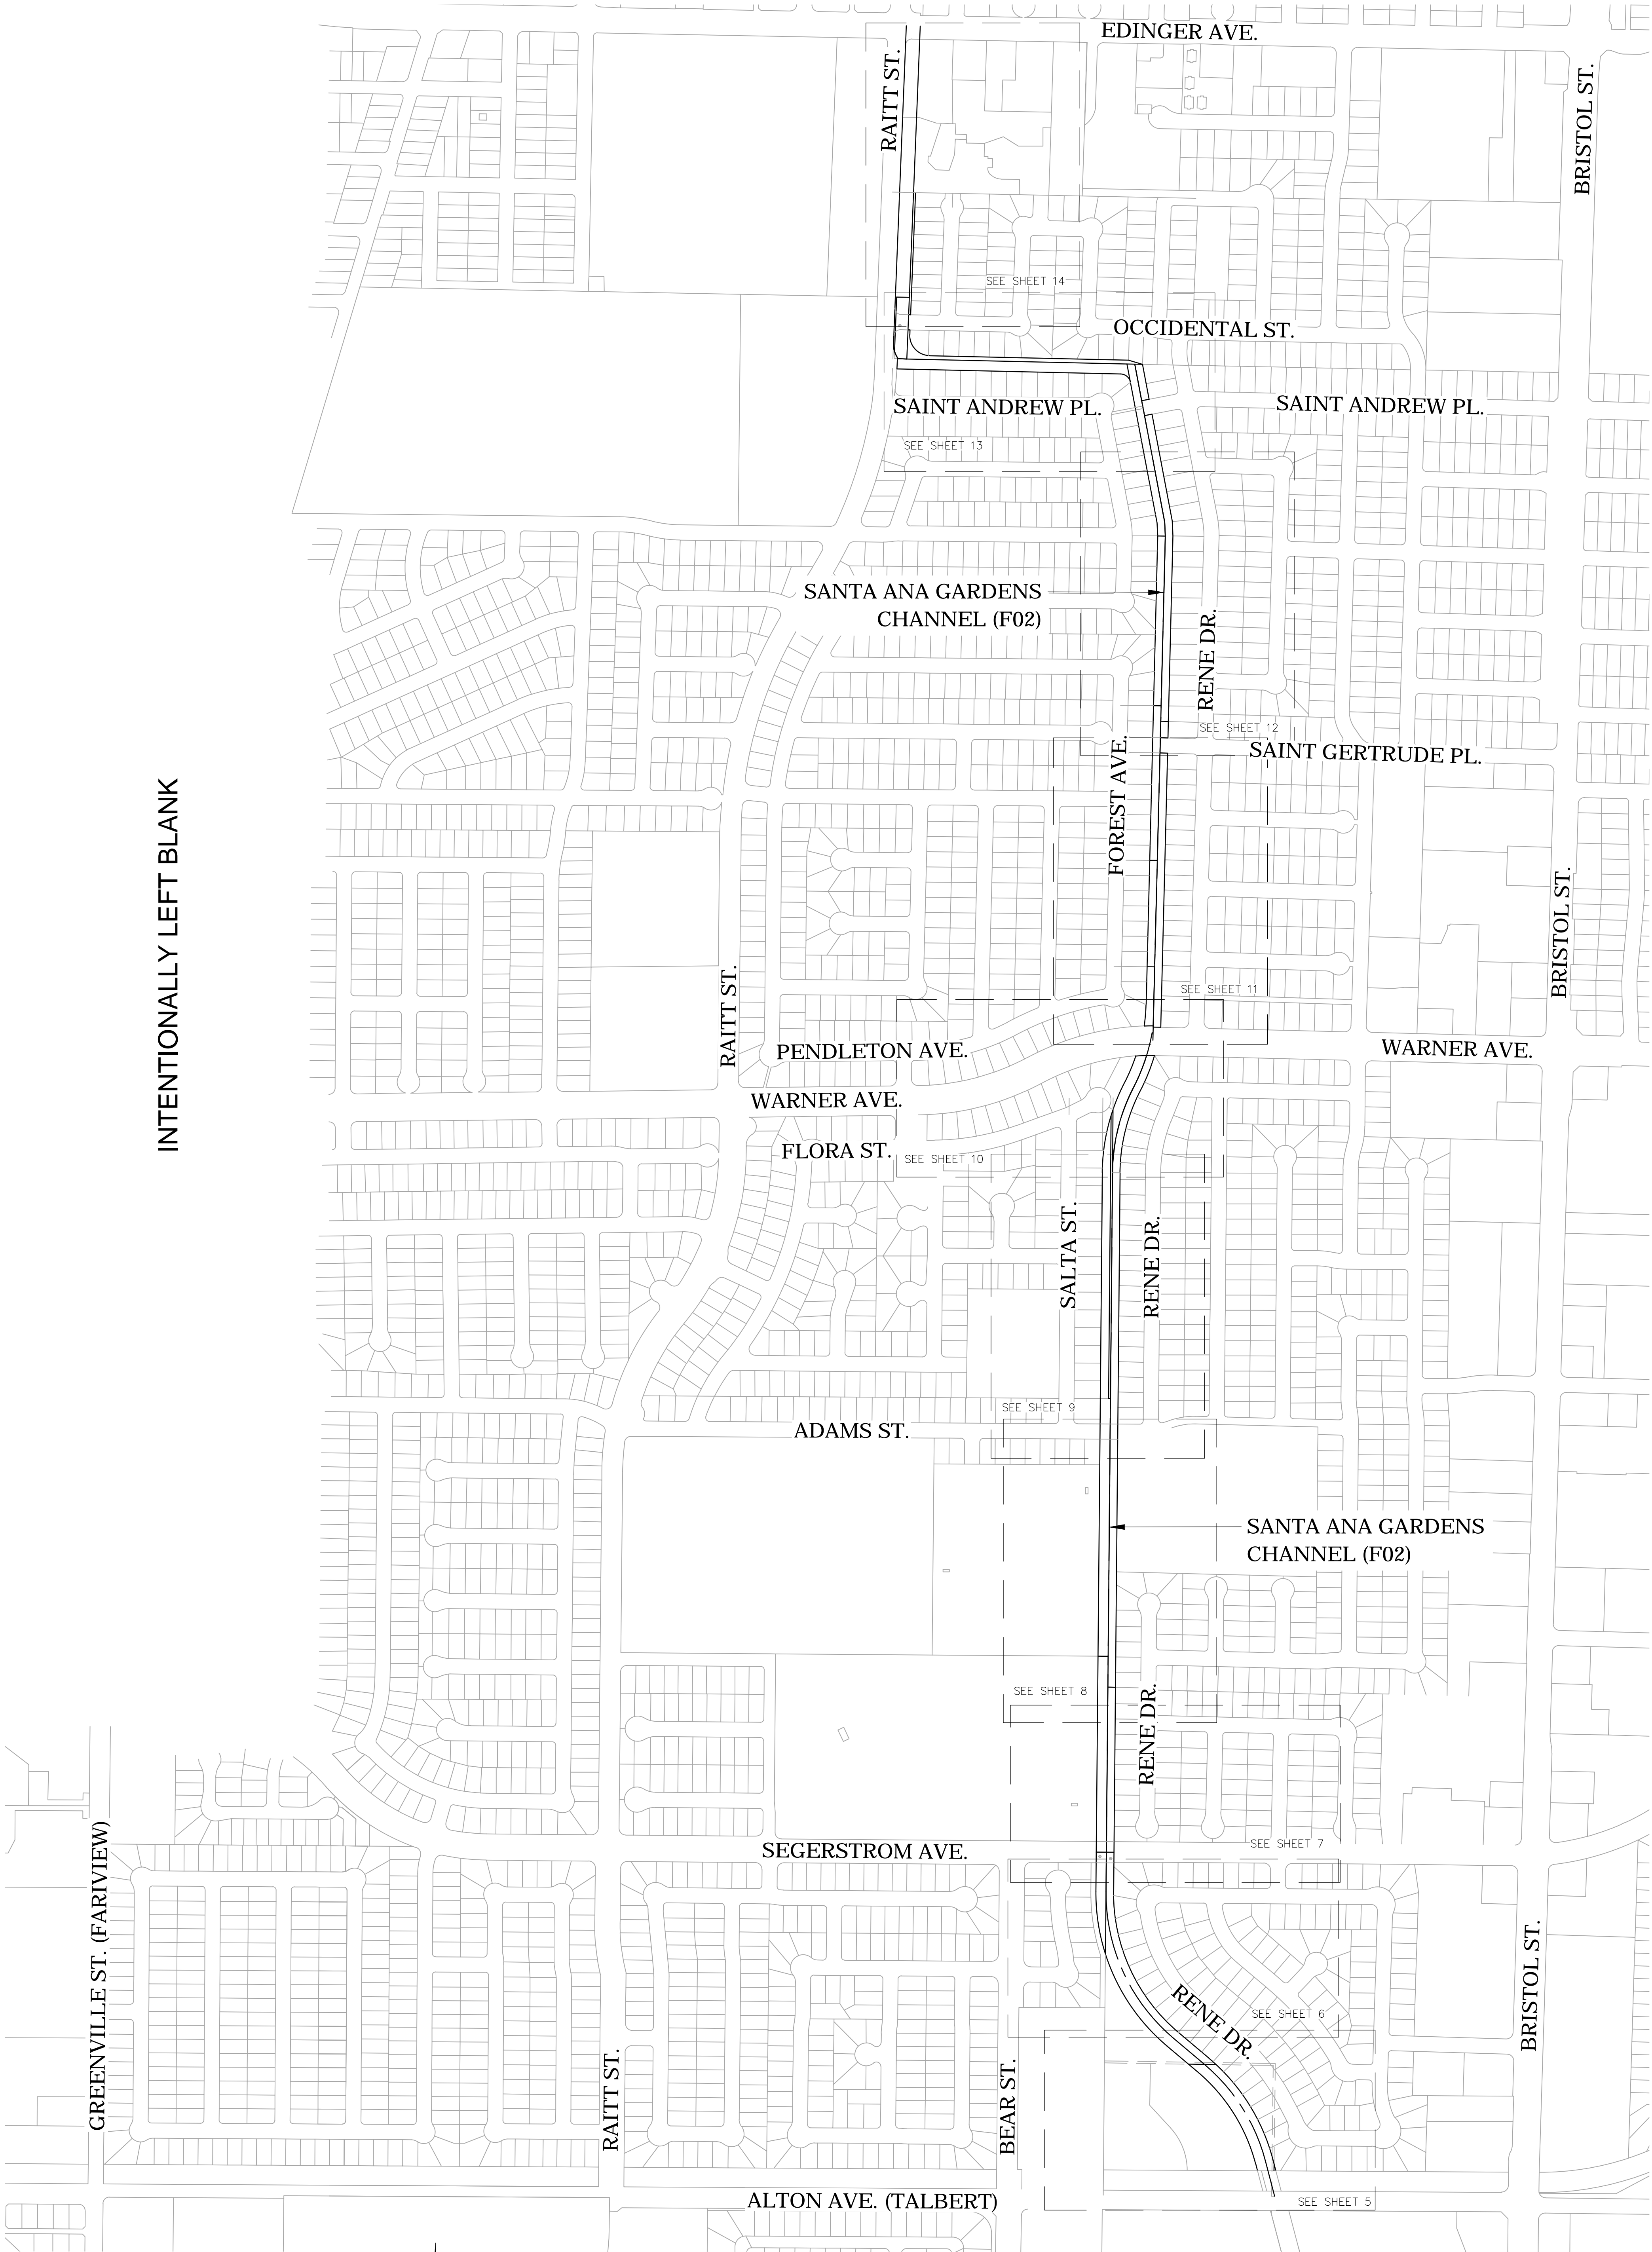 EDINGER AVE.
RAITT ST.
BRISTOL ST.
SEE SHEET 14
OCCIDENTAL ST.
SAINT ANDREW PL.
SAINT ANDREW PL.
SEE SHEET 13
SANTA ANA GARDENS
CHANNEL (F02)
RENE DR.
SEE SHEET 12
SAINT GERTRUDE PL.
FOREST AVE.
INTENTIONALLY LEFT BLANK
BRISTOL ST.
RAITT ST.
SEE SHEET 11
PENDLETON AVE.
WARNER AVE.
WARNER AVE.
FLORA ST.
SEE SHEET 10
SALTA ST.
RENE DR.
SEE SHEET 9
ADAMS ST.
SANTA ANA GARDENS
CHANNEL (F02)
SEE SHEET 8
RENE DR.
SEE SHEET 7
SEGERSTROM AVE.
GREENVILLE ST. (FARIVIEW)
BRISTOL ST.
RENE DR.
SEE SHEET 6
RAITT ST.
BEAR ST.
ALTON AVE. (TALBERT)
SEE SHEET 5